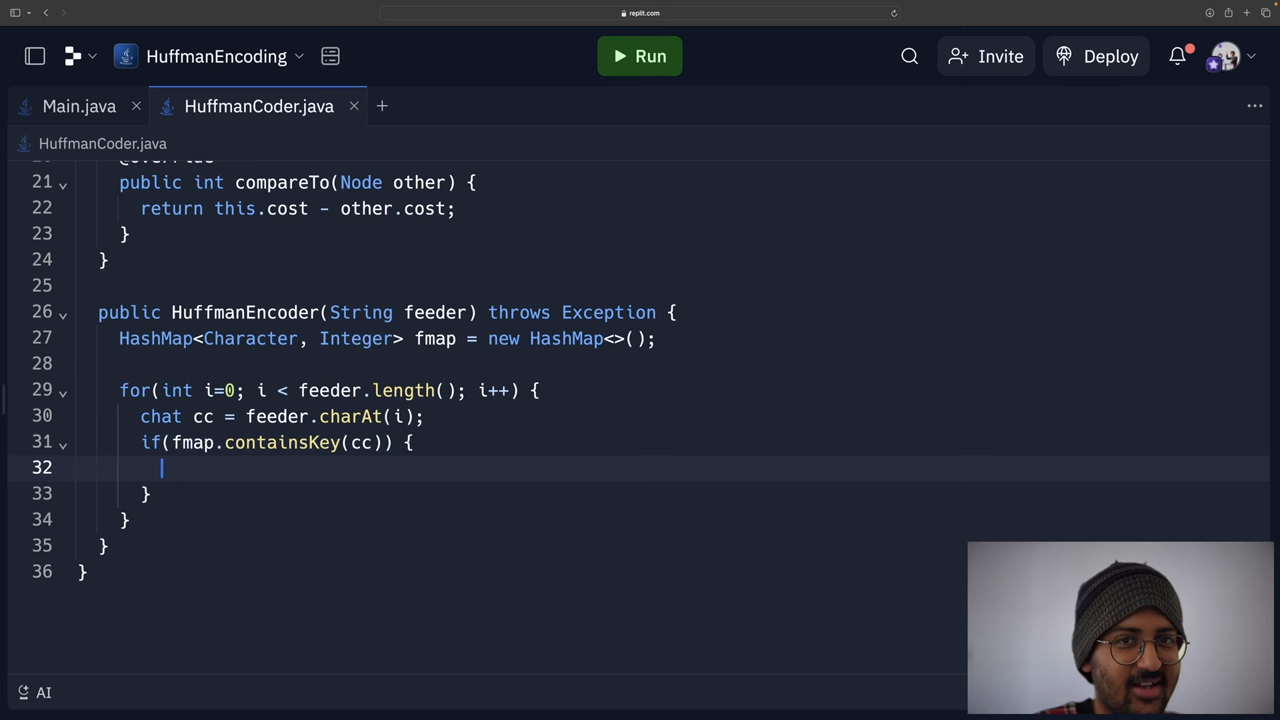 replit.com
HuffmanEncoding
Run
Invite
Deploy
Main.java
HuffmanCoder.java
HuffmanCoder.java
21 public int compareTo(Node other) {
22 return this.cost - other.cost;
23 }
24 }
25
26 public HuffmanEncoder(String feeder) throws Exception {
27 HashMap<Character, Integer> fmap = new HashMap<>();
28
29 for(int i=0; i < feeder.length(); i++) {
30 chat cc = feeder.charAt(i);
31 if(fmap.containsKey(cc)) {
32
33 }
34 }
35 }
36 }
AI